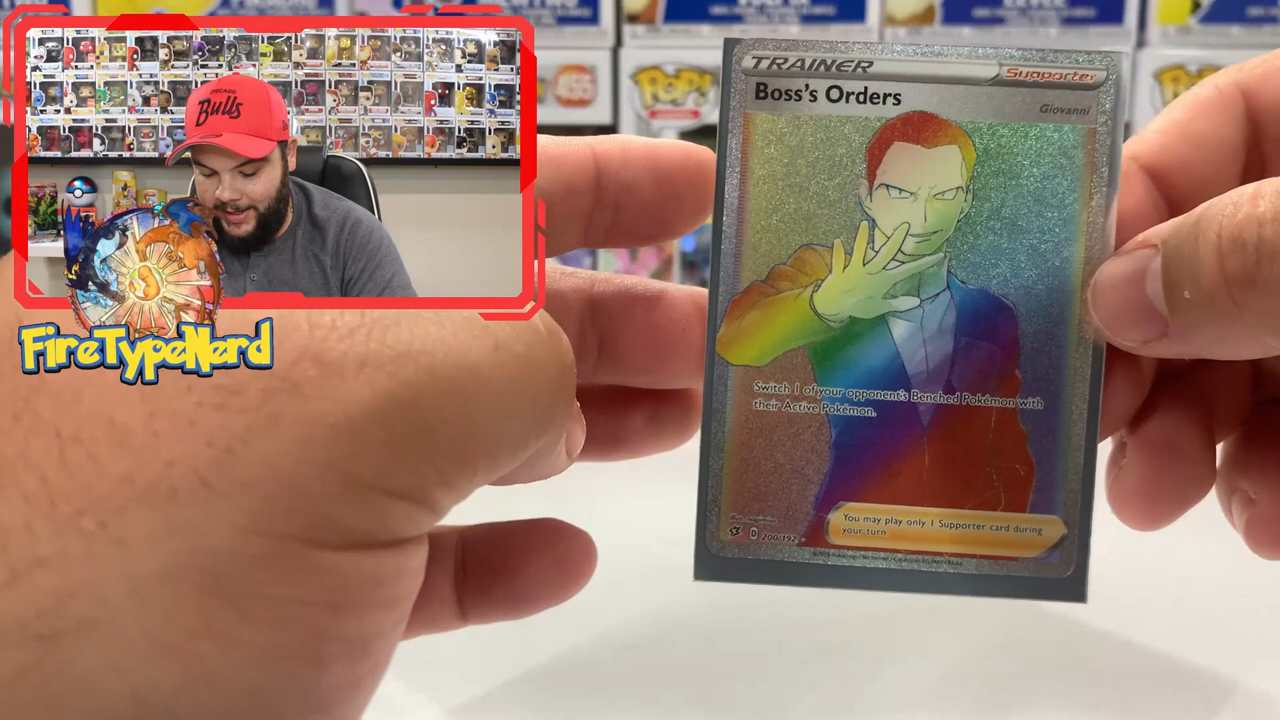 CHICAGO
Bulls
FireTypeNerd
POP!
TRAINER
Supporter
Boss's Orders
Giovanni
Switch 1 of your opponent's Benched Pokémon with
their Active Pokémon.
You may play only 1 Supporter card during
your turn.
D 200/192